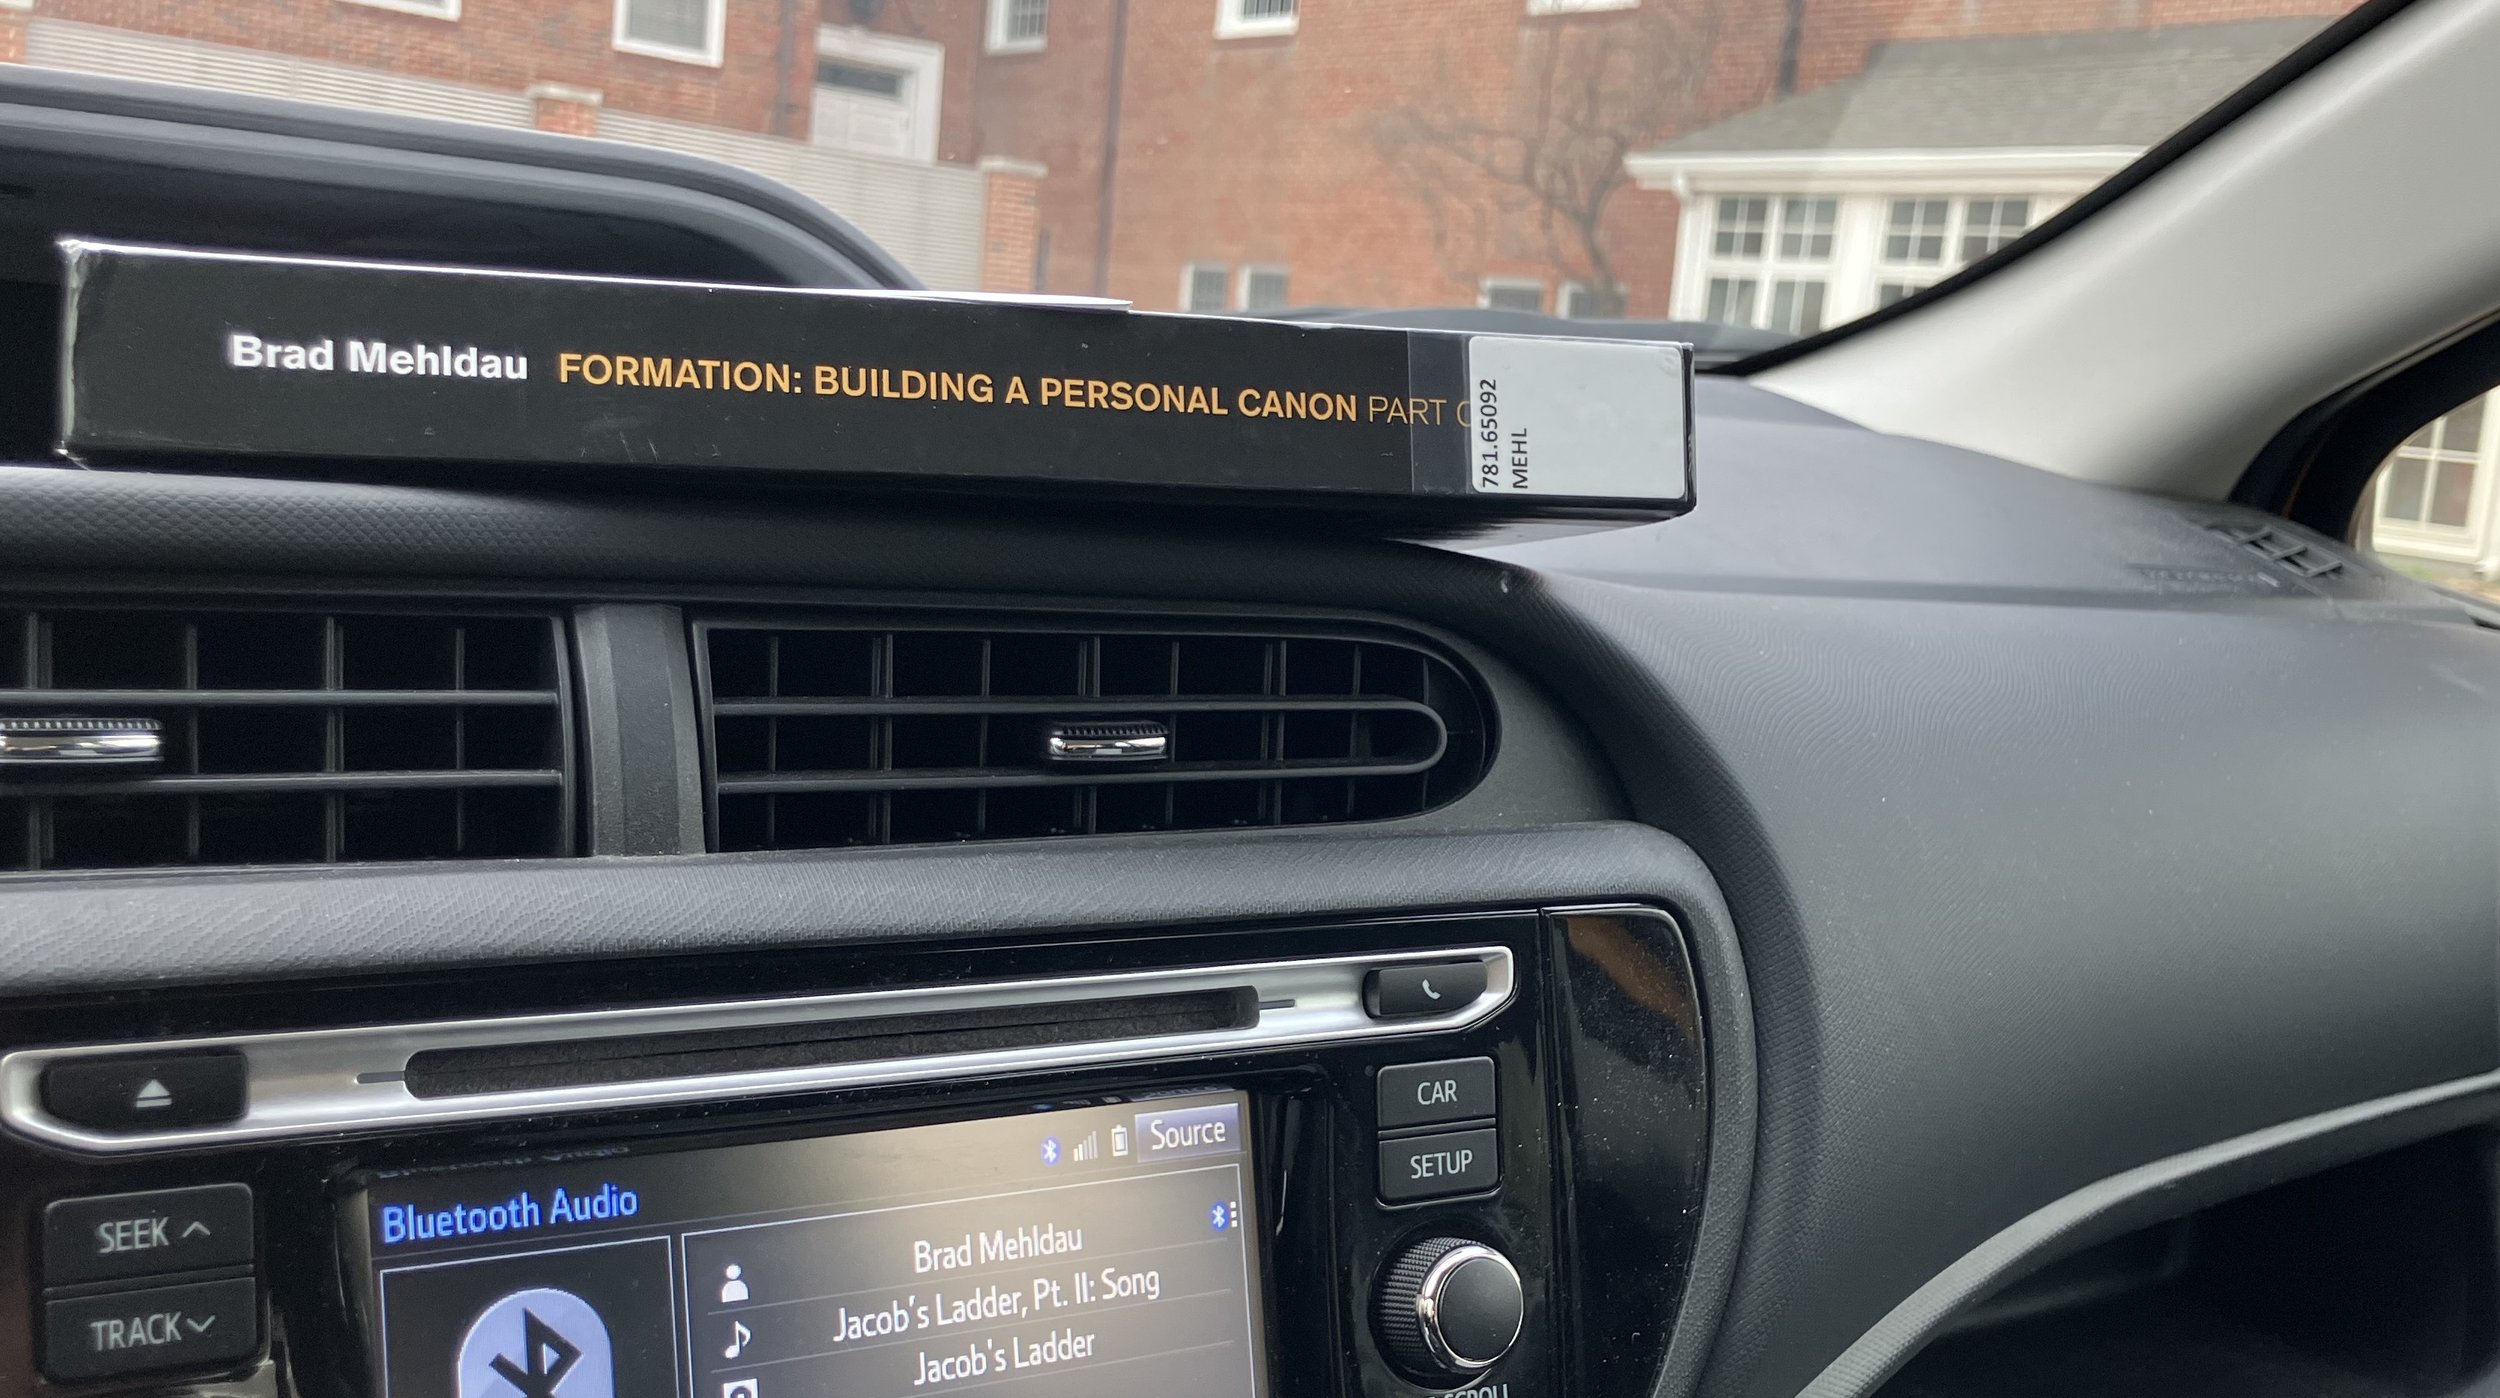 Brad Mehldau FORMATION: BUILDING A PERSONAL CANON PART
781.65092
MEHL
CAR
SETUP
SEEK
TRACK
Source
Bluetooth Audio
Brad Mehldau
Jacob's Ladder, Pt. II: Song
Jacob's Ladder
SCROLL